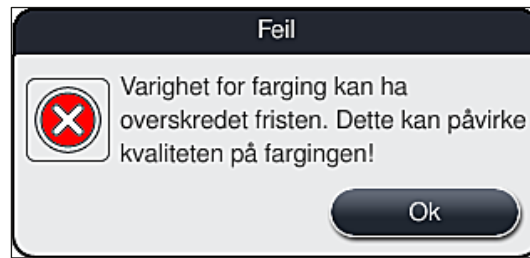 Feil
Varighet for farging kan ha
overskredet fristen. Dette kan påvirke
kvaliteten på fargingen!
Ok